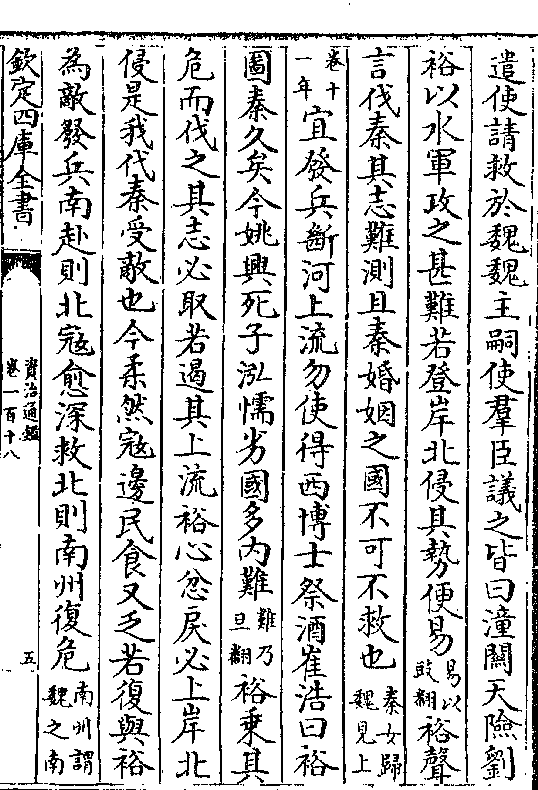 遣使請救於魏魏主嗣使羣臣議之皆曰潼關天險劉
裕以水軍攻之甚難若登岸北侵其勢便易易以豉翻裕聲
言伐秦其志難測且秦婚姻之國不可不救也秦女歸魏見上
卷十一年宜發兵斷河上流勿使得西博士祭酒崔浩曰裕
圖秦久矣今姚興死子泓懦劣國多内難難乃旦翻裕乘其
危而伐之其志必取若遏其上流裕心忿戾必上岸北
侵是我代秦受敵也今柔然寇邊民食又乏若復與裕
為敵發兵南赴則北寇愈深救北則南州復危南州謂魏之南
欽定四庫全書
資治通鑑
卷一百十八
五